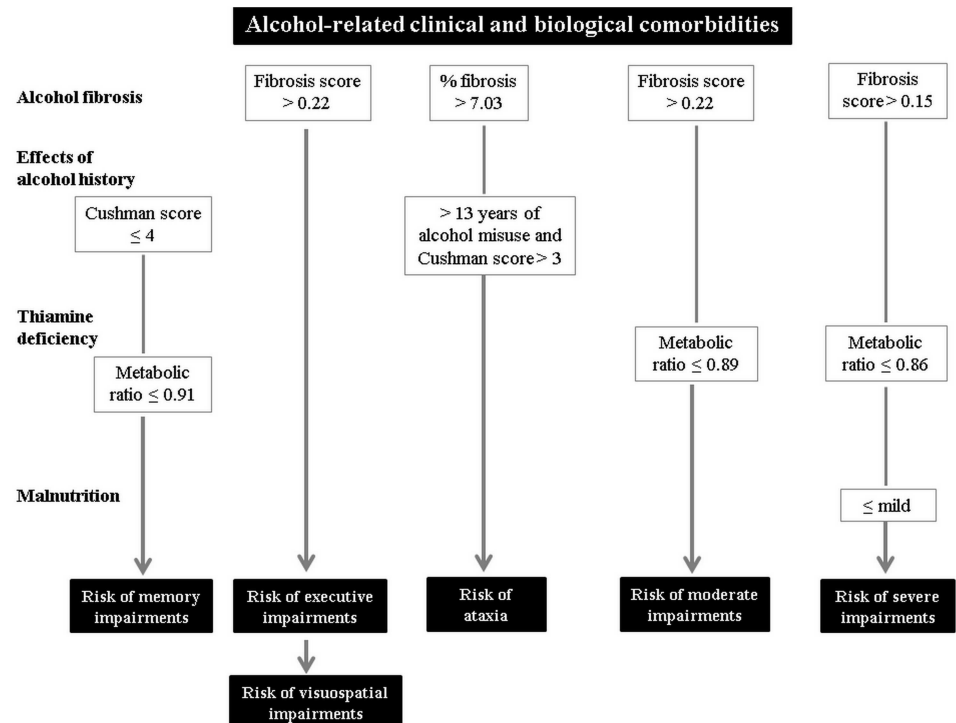 Alcohol-related clinical and biological comorbidities
Alcohol fibrosis
Fibrosis score
> 0.22
% fibrosis
> 7.03
Fibrosis score
> 0.22
Fibrosis
score > 0.15
Effects of
alcohol history
Cushman score
≤ 4
> 13 years of
alcohol misuse and
Cushman score > 3
Thiamine
deficiency
Metabolic
ratio ≤ 0.91
Metabolic
ratio ≤ 0.89
Metabolic
ratio ≤ 0.86
Malnutrition
≤ mild
Risk of memory
impairments
Risk of executive
impairments
Risk of
ataxia
Risk of moderate
impairments
Risk of severe
impairments
Risk of visuospatial
impairments